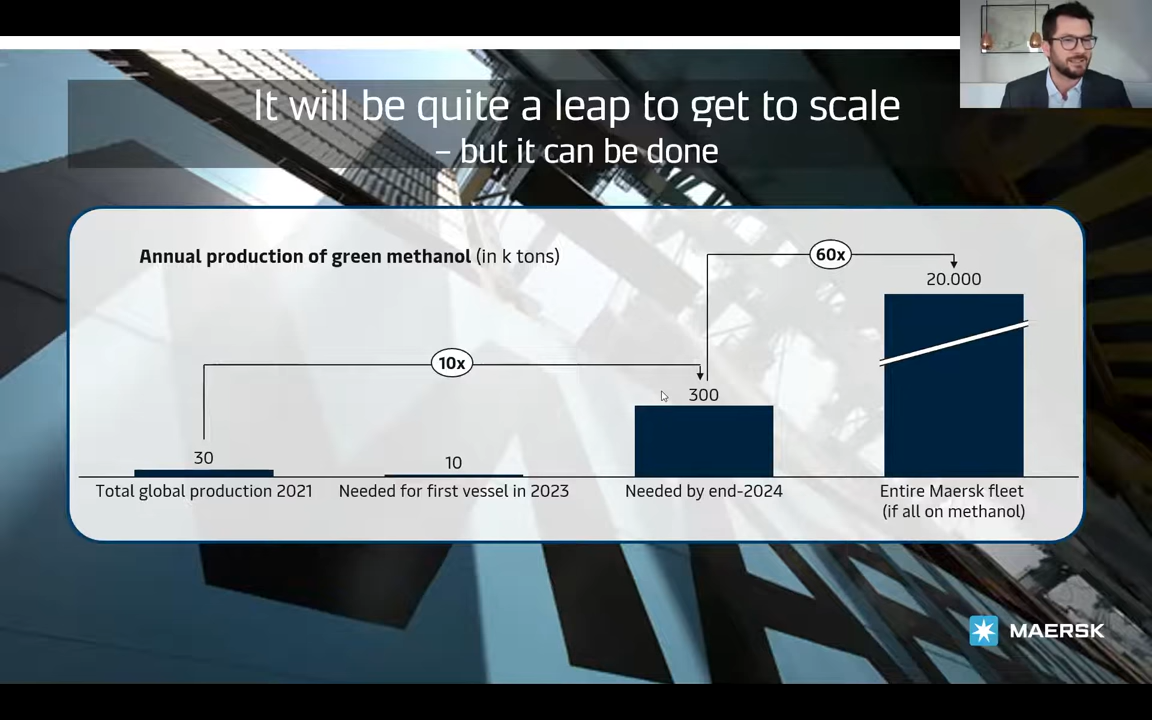 It will be quite a leap to get to scale
– but it can be done
Annual production of green methanol (in k tons)
60x
20.000
10x
300
30
10
Total global production 2021
Needed for first vessel in 2023
Needed by end-2024
Entire Maersk fleet
(if all on methanol)
MAERSK